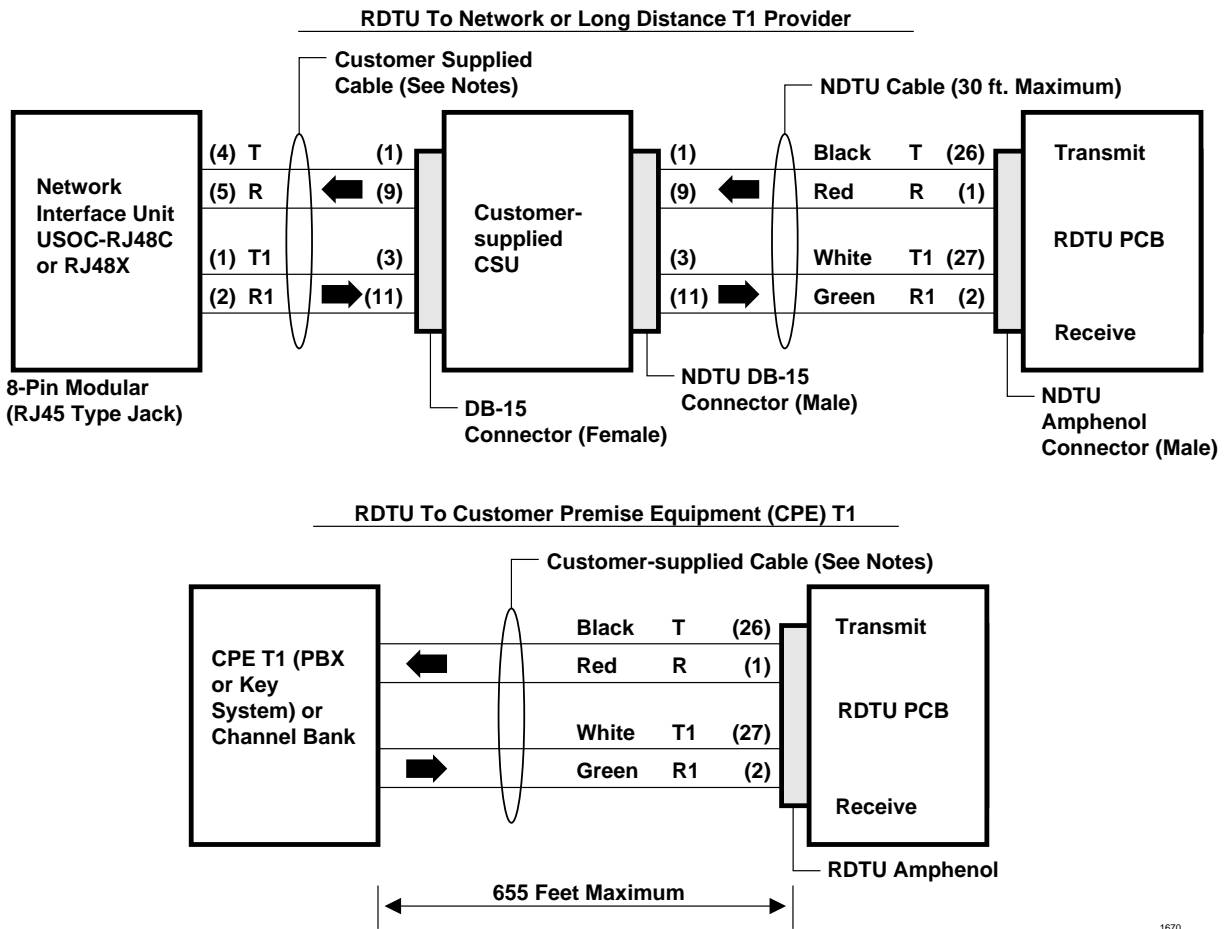 RDTU To Network or Long Distance T1 Provider
Customer Supplied
Cable (See Notes)
NDTU Cable (30 ft. Maximum)
Network
Interface Unit
USOC-RJ48C
or RJ48X
(4) T (1)
(5) R (9)
(1) T1 (3)
(2) R1 (11)
Customer-
supplied
CSU
(1) Black T (26)
(9) Red R (1)
(3) White T1 (27)
(11) Green R1 (2)
Transmit
RDTU PCB
Receive
8-Pin Modular
(RJ45 Type Jack)
DB-15
Connector (Female)
NDTU DB-15
Connector (Male)
NDTU
Amphenol
Connector (Male)
RDTU To Customer Premise Equipment (CPE) T1
Customer-supplied Cable (See Notes)
CPE T1 (PBX
or Key
System) or
Channel Bank
Black T (26)
Red R (1)
White T1 (27)
Green R1 (2)
Transmit
RDTU PCB
Receive
RDTU Amphenol
655 Feet Maximum
1670